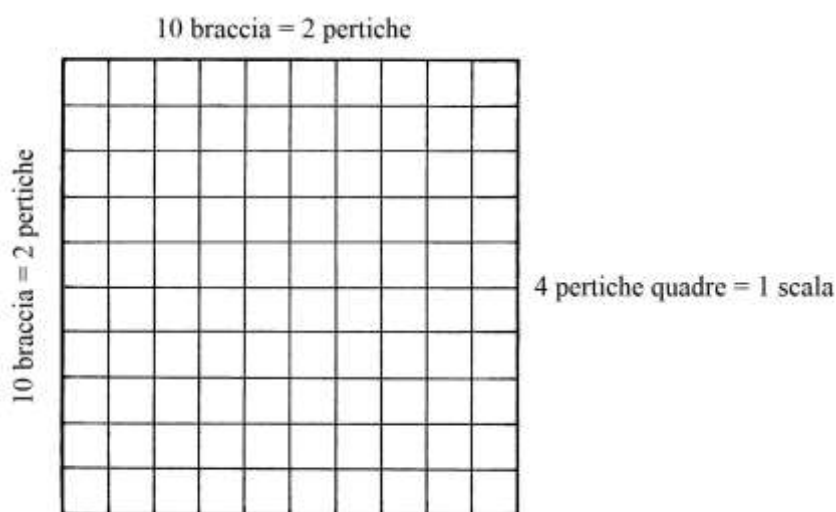 10 braccia = 2 pertiche
10 braccia = 2 pertiche
4 pertiche quadre = 1 scala